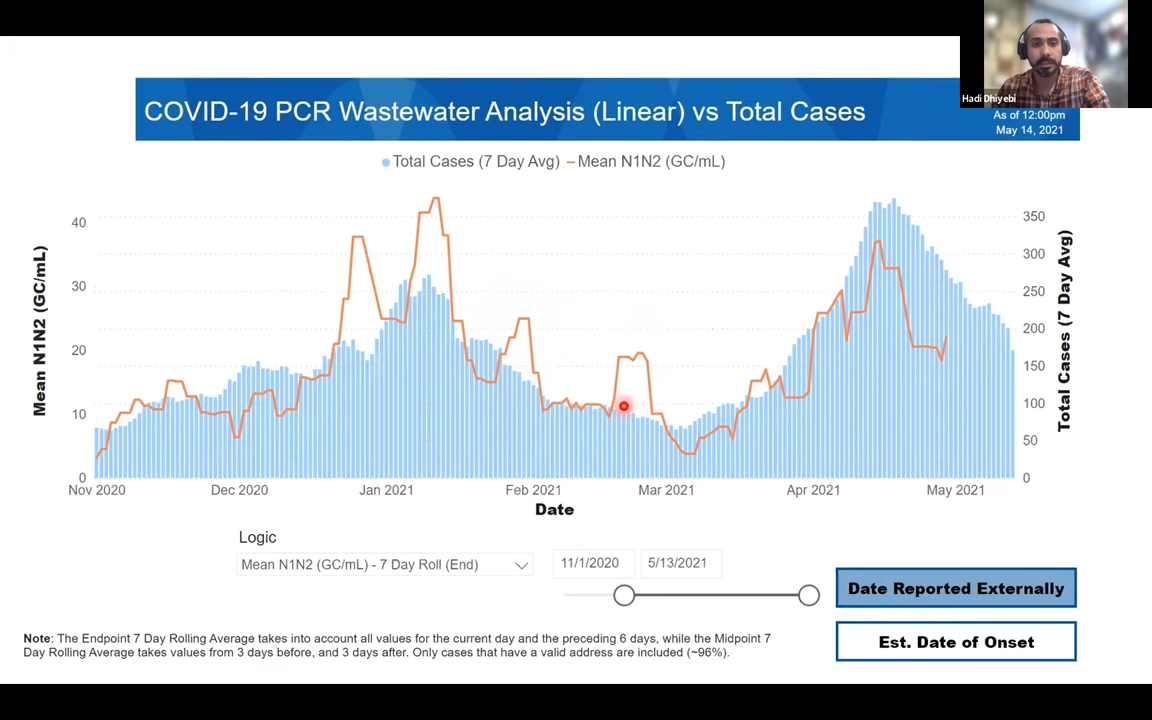 Hadi Dhiyebi
COVID-19 PCR Wastewater Analysis (Linear) vs Total Cases
As of 12:00pm
May 14, 2021
Total Cases (7 Day Avg) Mean N1N2 (GC/mL)
Mean N1N2 (GC/mL)
40
30
20
10
0
350
300
250
200
150
100
50
0
Total Cases (7 Day Avg)
Nov 2020 Dec 2020 Jan 2021 Feb 2021 Mar 2021 Apr 2021 May 2021
Date
Logic
Mean N1N2 (GC/mL) - 7 Day Roll (End)
11/1/2020 5/13/2021
Date Reported Externally
Est. Date of Onset
Note: The Endpoint 7 Day Rolling Average takes into account all values for the current day and the preceding 6 days, while the Midpoint 7
Day Rolling Average takes values from 3 days before, and 3 days after. Only cases that have a valid address are included (~96%).